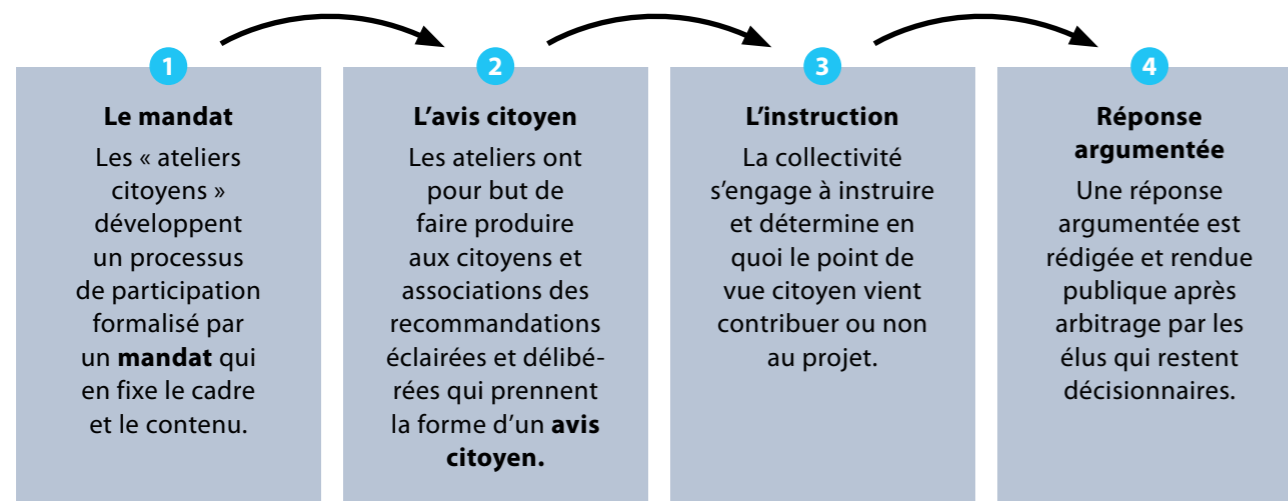 1
Le mandat
Les « ateliers
citoyens »
développent
un processus
de participation
formalisé par
un mandat qui
en fixe le cadre
et le contenu.
2
L’avis citoyen
Les ateliers ont
pour but de
faire produire
aux citoyens et
associations des
recommandations
éclairées et délibé-
rées qui prennent
la forme d’un avis
citoyen.
3
L’instruction
La collectivité
s’engage à instruire
et détermine en
quoi le point de
vue citoyen vient
contribuer ou non
au projet.
4
Réponse
argumentée
Une réponse
argumentée est
rédigée et rendue
publique après
arbitrage par les
élus qui restent
décisionnaires.